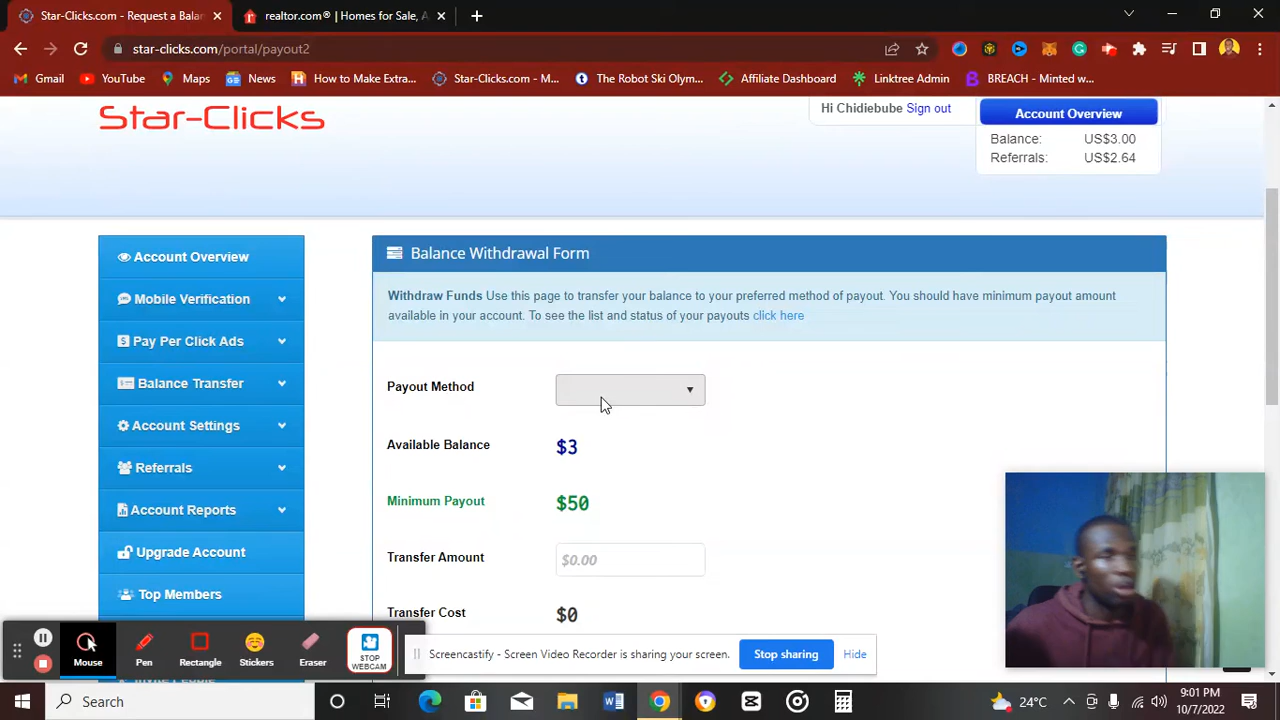 Star-Clicks.com - Request a Balan
realtor.com® | Homes for Sale, A
star-clicks.com/portal/payout2
Gmail
YouTube
Maps
News
How to Make Extra...
Star-Clicks.com - M...
The Robot Ski Olym...
Affiliate Dashboard
Linktree Admin
BREACH - Minted w...
Star-Clicks
Hi Chidiebube Sign out
Account Overview
Balance: US$3.00
Referrals: US$2.64
Account Overview
Mobile Verification
Pay Per Click Ads
Balance Transfer
Account Settings
Referrals
Account Reports
Upgrade Account
Top Members
Balance Withdrawal Form
Withdraw Funds Use this page to transfer your balance to your preferred method of payout. You should have minimum payout amount
available in your account. To see the list and status of your payouts click here
Payout Method
Available Balance $3
Minimum Payout $50
Transfer Amount $0.00
Transfer Cost $0
Mouse
Pen
Rectangle
Stickers
Eraser
STOP
WEBCAM
Screencastify - Screen Video Recorder is sharing your screen.
Stop sharing
Hide
Search
24°C
9:01 PM
10/7/2022